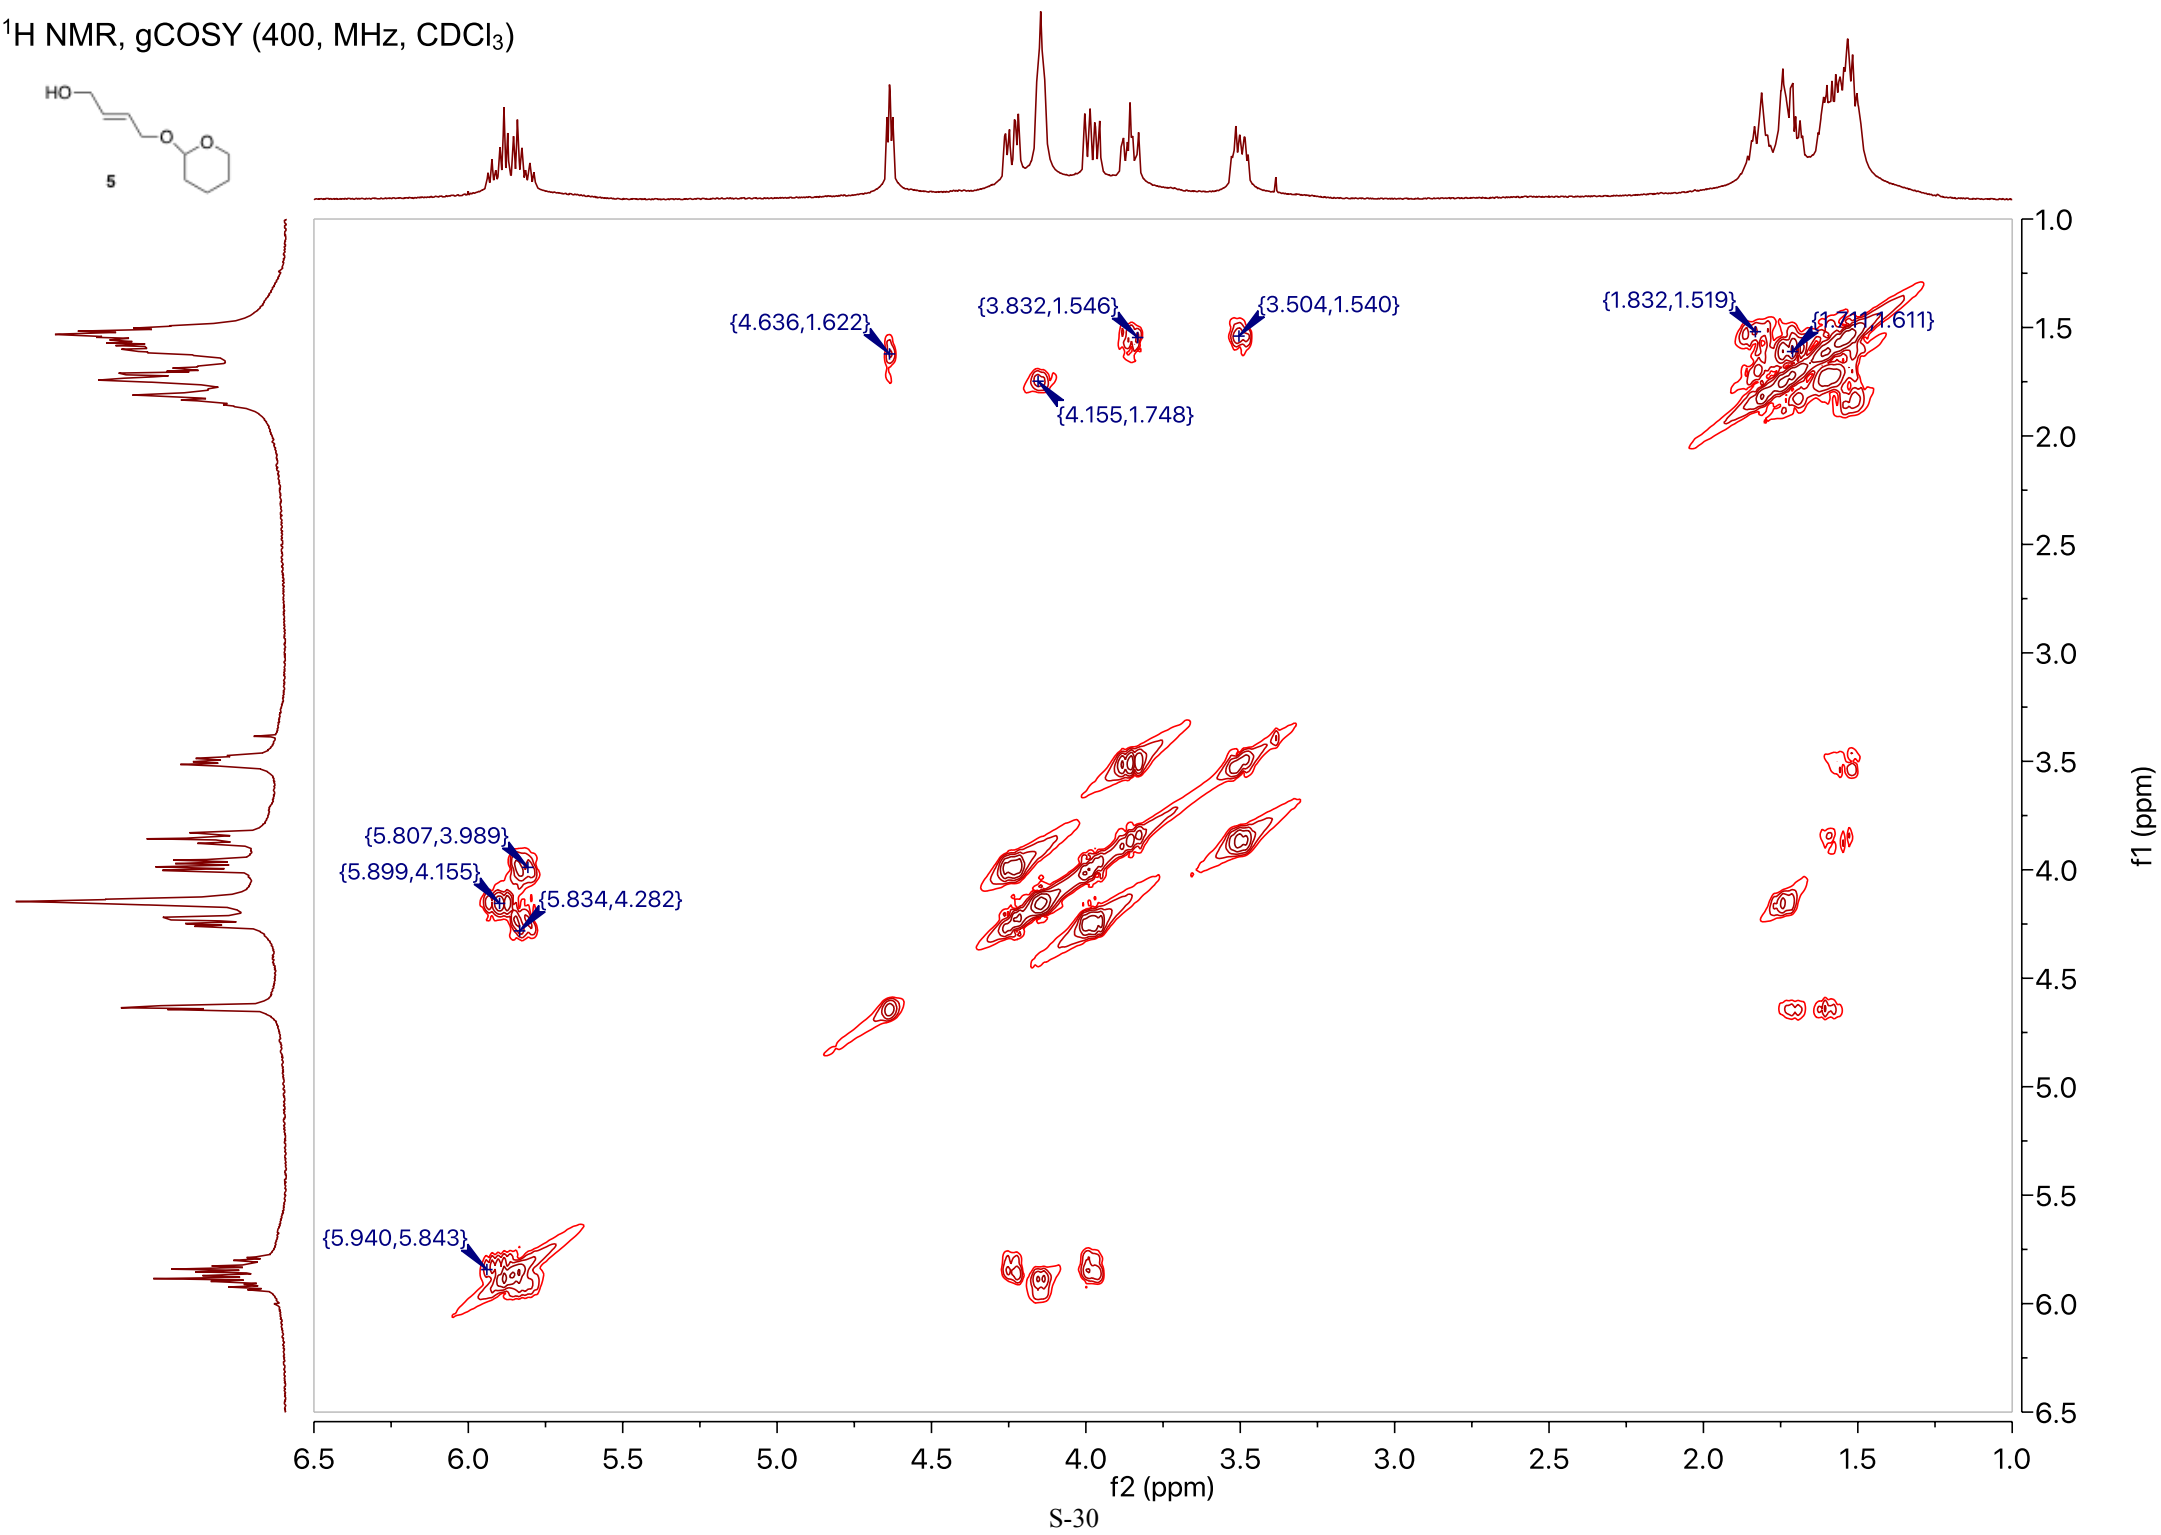 ¹H NMR, gCOSY (400, MHz, CDCl₃)
HO
O
O
5
{4.636,1.622}
{3.832,1.546}
{3.504,1.540}
{1.832,1.519}
{1.711,1.611}
{4.155,1.748}
{5.807,3.989}
{5.899,4.155}
{5.834,4.282}
{5.940,5.843}
1.0
1.5
2.0
2.5
3.0
3.5
4.0
4.5
5.0
5.5
6.0
6.5
f1 (ppm)
6.5 6.0 5.5 5.0 4.5 4.0 3.5 3.0 2.5 2.0 1.5 1.0
f2 (ppm)
S-30